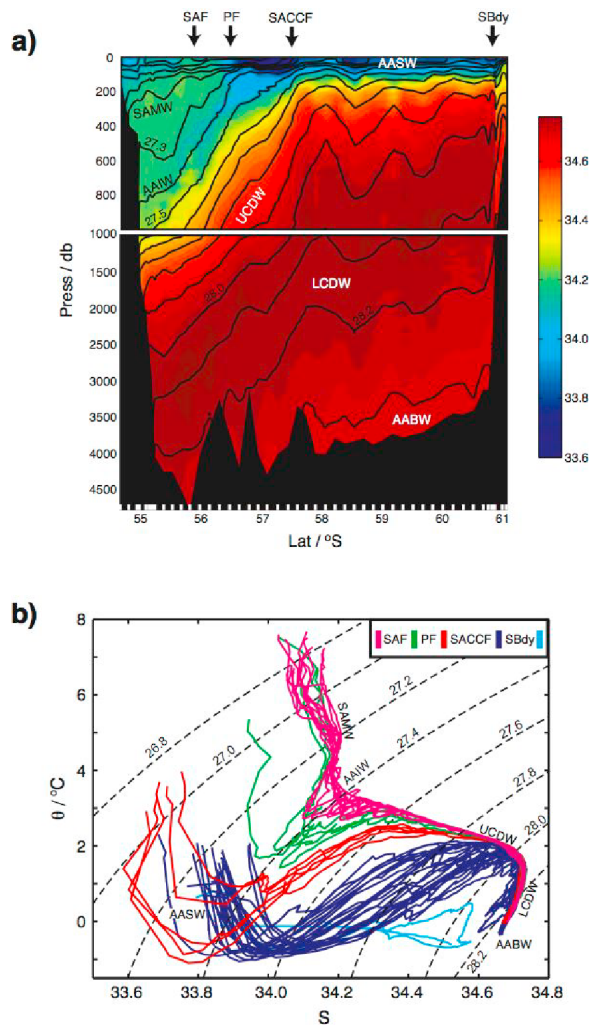 SAF PF SACCF SBdy
a)
0
200
400
600
800
1000
1500
2000
2500
3000
3500
4000
4500
Press / db
AASW
SAMW
27.3
AAIW
27.5
UCDW
28.0
LCDW
28.2
AABW
55 56 57 58 59 60 61
Lat / °S
34.6
34.4
34.2
34.0
33.8
33.6
b)
8
6
4
2
0
θ / °C
SAF PF SACCF SBdy
26.8
27.0
27.2
27.4
27.6
27.8
28.0
28.2
SAMW
AAIW
UCDW
LCDW
AASW
AABW
33.6 33.8 34.0 34.2 34.4 34.6 34.8
S